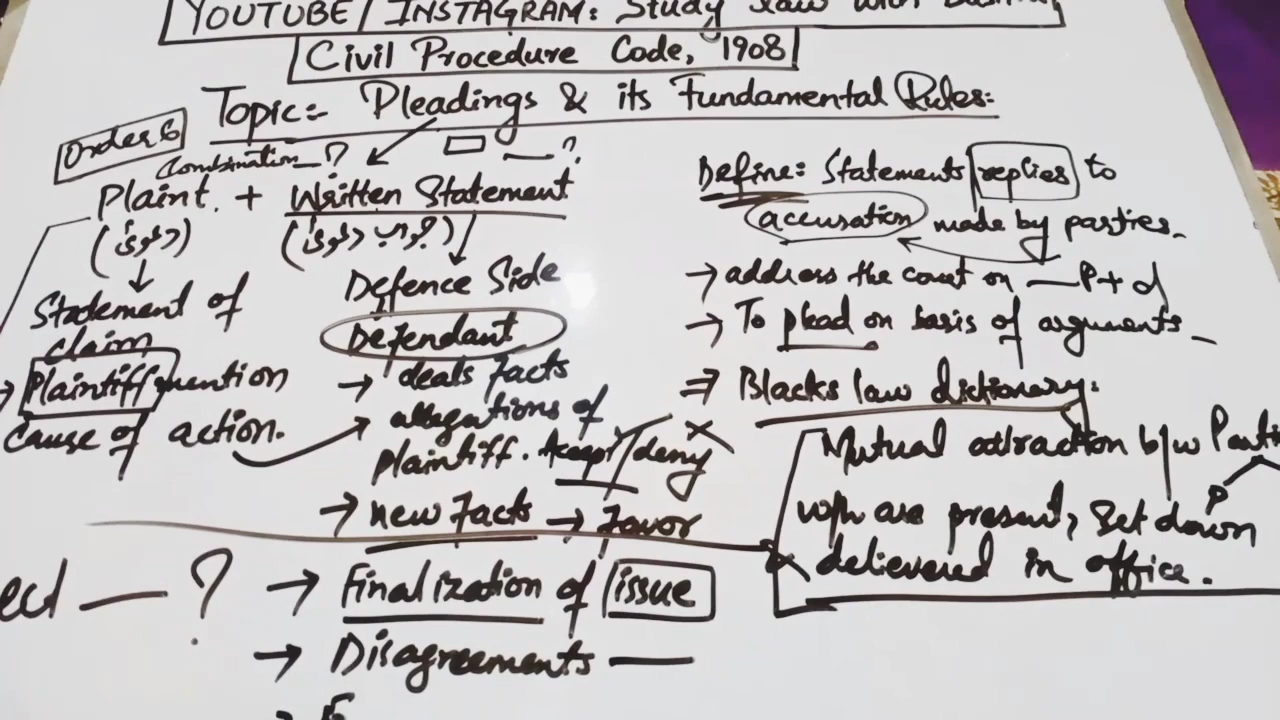 YOUTUBE/INSTAGRAM: Study law with
Civil Procedure Code, 1908
Topic:- Pleadings & its Fundamental Rules:
Order 6
Combination ?
— ?
Plaint. + Written Statement
(دعویٰ) (جواب دعویٰ)
Statement of
claim
Plaintiff mention
cause of action.
Defence Side
Defendant
→ deals facts
allegations of
plaintiff. Accept/deny
→ new facts → Favor
Define: Statements replies to
accusation made by parties.
→ address the court on — P + d
→ To plead on basis of arguments
⇒ Blacks law dictionary:
Mutual attraction b/w Parti
P
w/h are present, set down
delievered in office.
ect — ?
→ Finalization of issue
→ Disagreements —